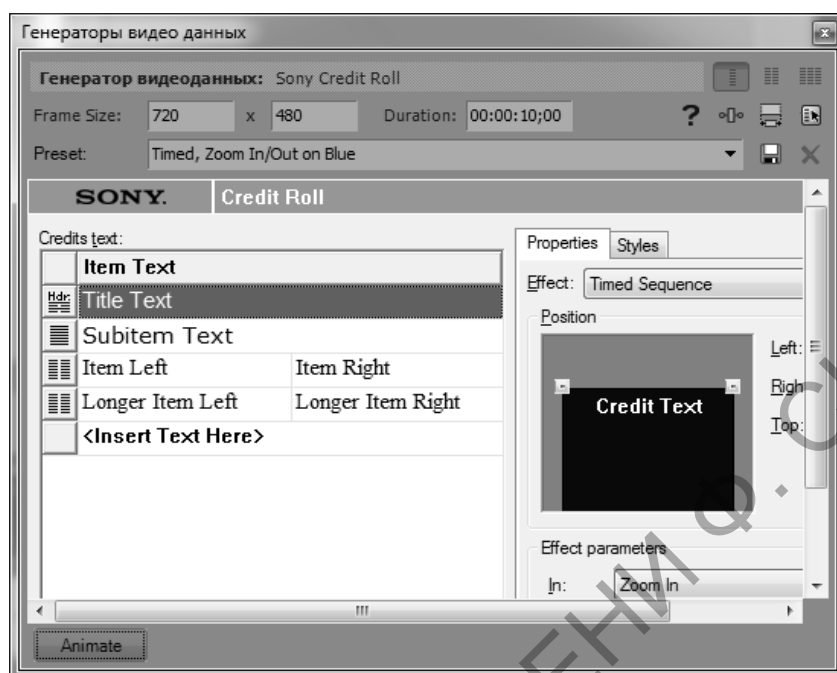 Генераторы видео данных
Генератор видеоданных: Sony Credit Roll
Frame Size: 720 x 480 Duration: 00:00:10;00 ?
Preset: Timed, Zoom In/Out on Blue
SONY. Credit Roll
Credits text:
Item Text
Hdr: Title Text
Subitem Text
Item Left Item Right
Longer Item Left Longer Item Right
<Insert Text Here>
Properties Styles
Effect: Timed Sequence
Position
Left:
Righ
Top:
Credit Text
Effect parameters
In: Zoom In
Animate